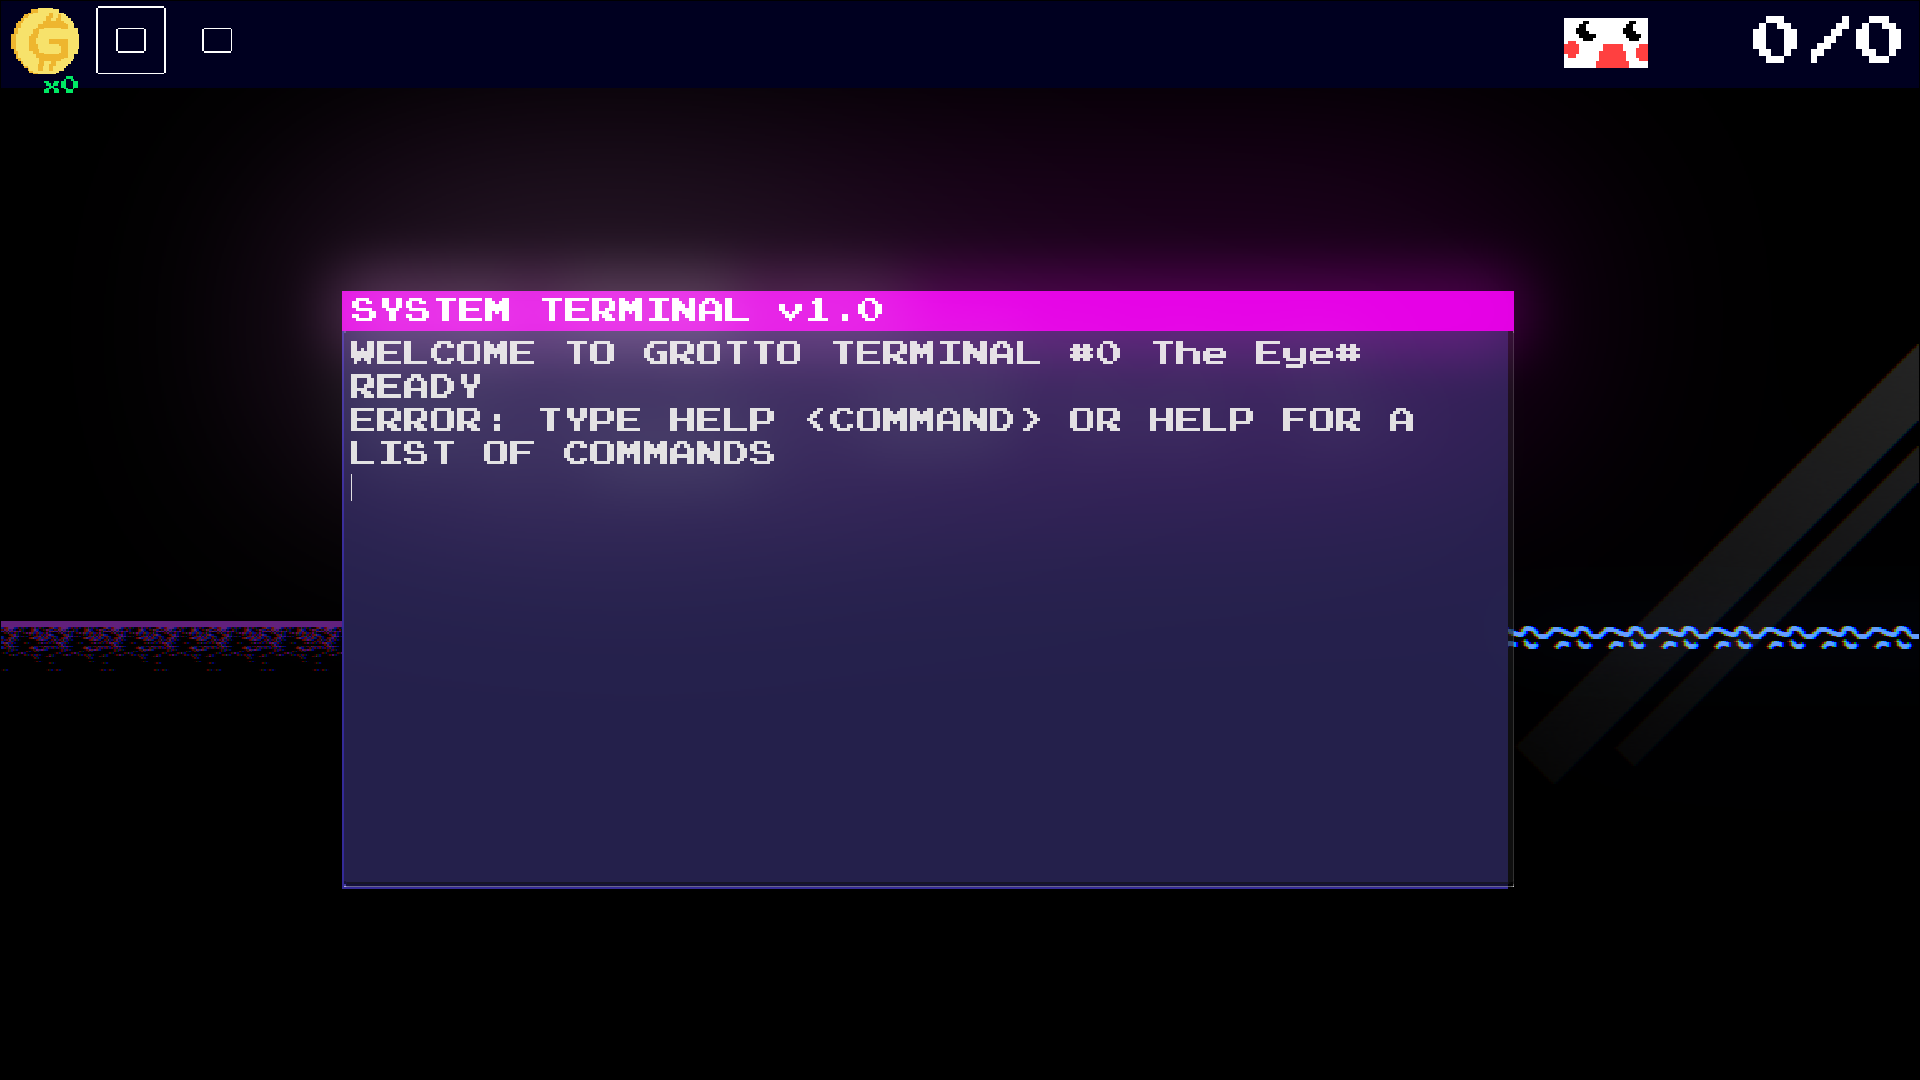 G
x0
0/0
SYSTEM TERMINAL v1.0
WELCOME TO GROTTO TERMINAL #0 The Eye#
READY
ERROR: TYPE HELP <COMMAND> OR HELP FOR A
LIST OF COMMANDS